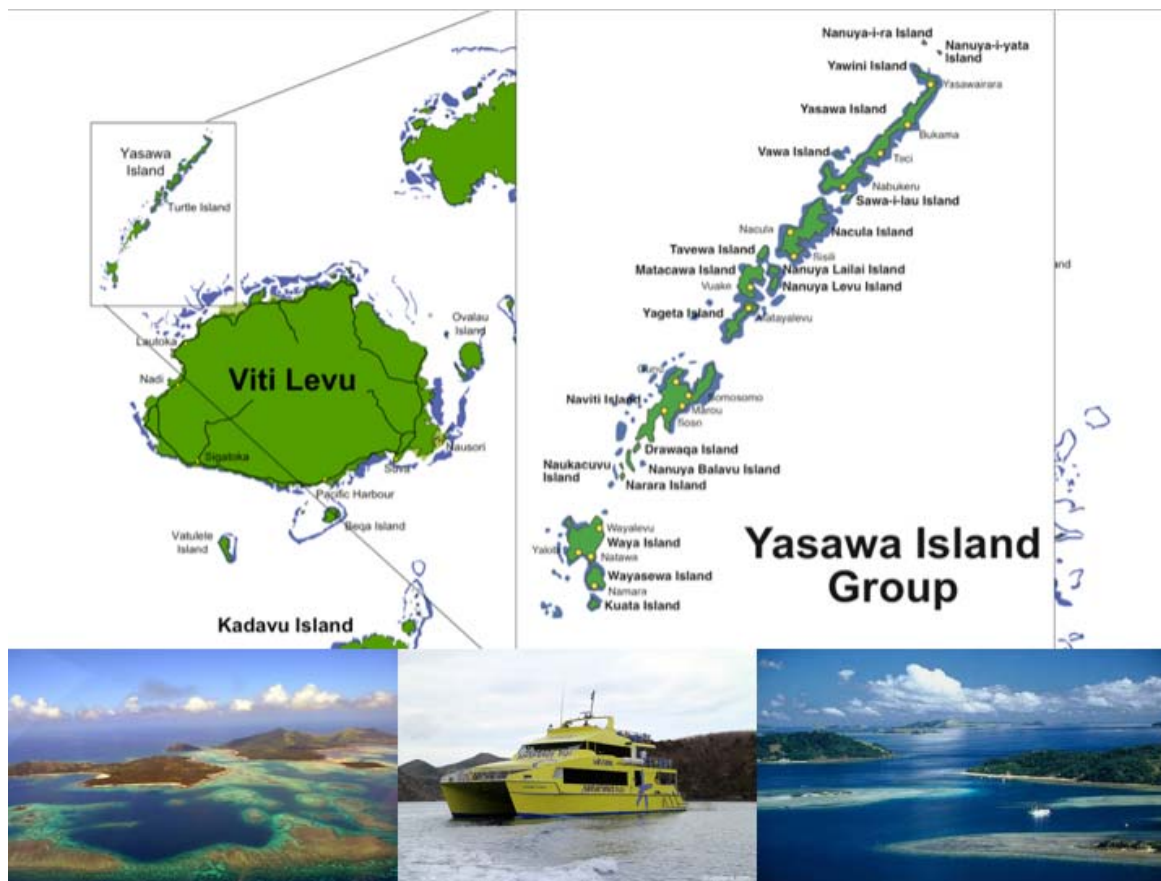 Yasawa
Island
Turtle Island
Lautoka
Nadi
Viti Levu
Ovalau
Island
Sigatoka
Nausori
Suva
Pacific Harbour
Beqa Island
Vatulele
Island
Kadavu Island
Nanuya-i-ra Island
Nanuya-i-yata
Island
Yawini Island
Yasawairara
Yasawa Island
Bukama
Vawa Island
Teci
Nabukeru
Sawa-i-lau Island
Nacula
Nacula Island
Tavewa Island
Matacawa Island
Nanuya Lailai Island
Vuake
Nanuya Levu Island
Yageta Island
Matayalevu
Naviti Island
Somosomo
Marou
Drawaqa Island
Naukacuvu
Island
Nanuya Balavu Island
Narara Island
Wayalevu
Waya Island
Natawa
Wayasewa Island
Namara
Kuata Island
Yasawa Island
Group